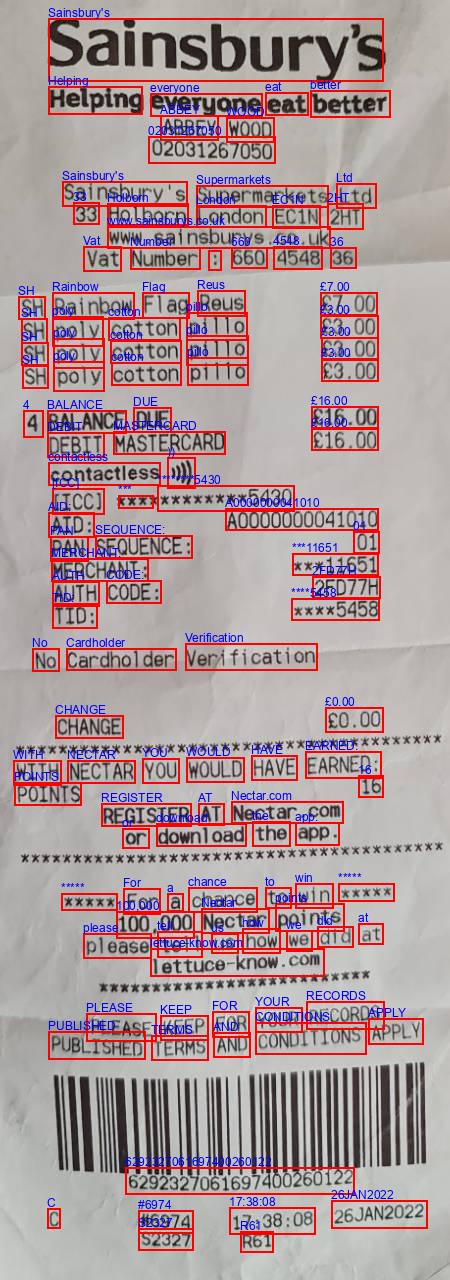 Sainsbury's
Helping everyone eat better
ABBEY WOOD
02031267050
Sainsbury's Supermarkets Ltd
33 Holborn London EC1N 2HT
www.sainsburys.co.uk
Vat Number : 660 4548 36
SH Rainbow Flag Reus £7.00
SH poly cotton pillo £3.00
SH poly cotton pillo £3.00
SH poly cotton pillo £3.00
4 BALANCE DUE £16.00
DEBIT MASTERCARD £16.00
contactless
[ICC] ************5430
AID: A0000000041010
PAN SEQUENCE: 01
MERCHANT: ***11651
AUTH CODE: 2FD77H
TID: ****5458
No Cardholder Verification
CHANGE £0.00
****************************************
WITH NECTAR YOU WOULD HAVE EARNED:
POINTS 16
REGISTER AT Nectar.com
or download the app.
****************************************
***** For a chance to win *****
100,000 Nectar points
please tell us how we did at
lettuce-know.com
*************************
PLEASE KEEP FOR YOUR RECORDS
PUBLISHED TERMS AND CONDITIONS APPLY
6292327061697400260122
C #6974 17:38:08 26JAN2022
S2327 R61